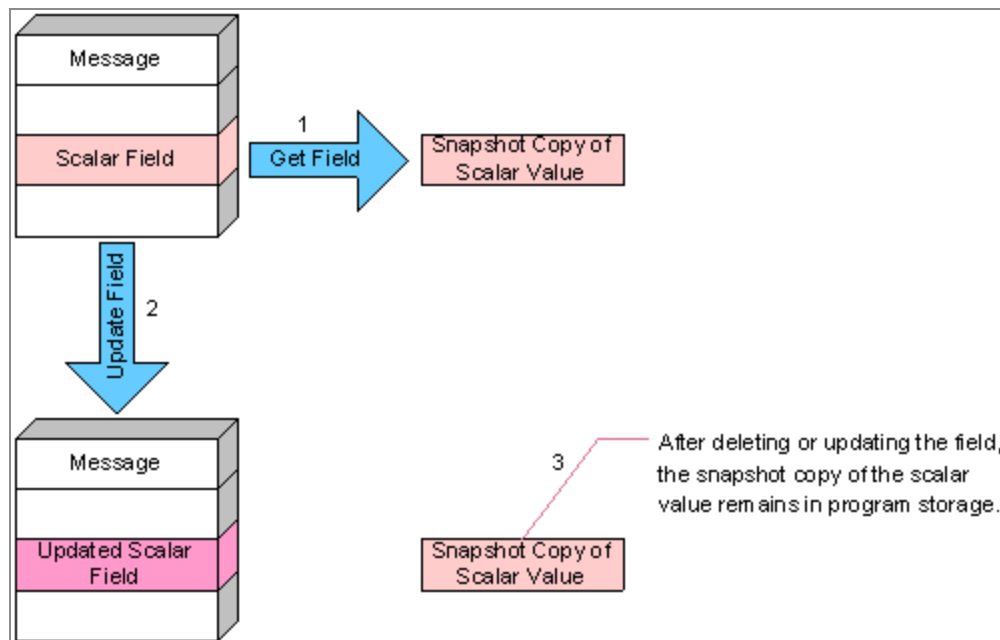 Message
Scalar Field
1
Get Field
Snapshot Copy of
Scalar Value
Update Field
2
Message
Updated Scalar
Field
3
After deleting or updating the field,
the snapshot copy of the scalar
value remains in program storage.
Snapshot Copy of
Scalar Value